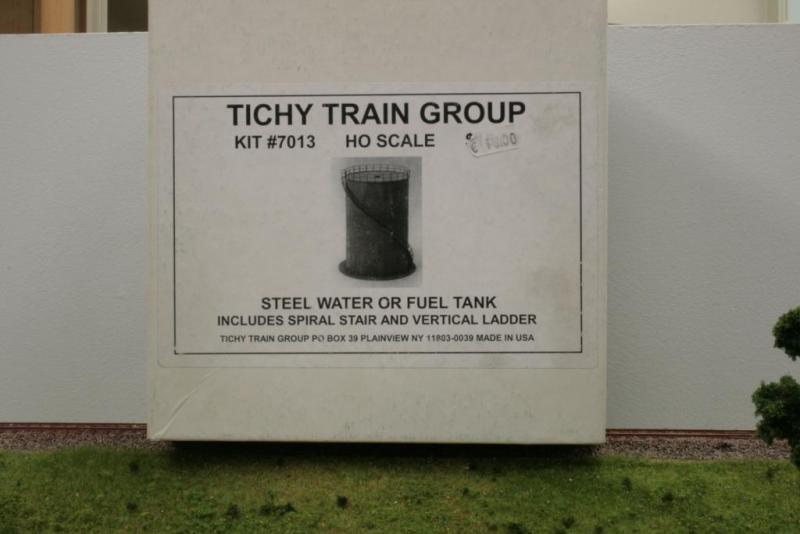 TICHY TRAIN GROUP
KIT #7013 HO SCALE
STEEL WATER OR FUEL TANK
INCLUDES SPIRAL STAIR AND VERTICAL LADDER
TICHY TRAIN GROUP PO BOX 39 PLAINVIEW NY 11803-0039 MADE IN USA